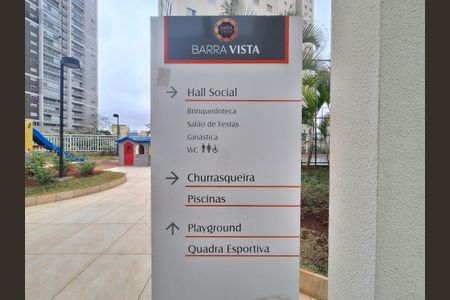 BARRA VISTA
Hall Social
Brinquedoteca
Salão de Festas
Ginástica
WC
Churrasqueira
Piscinas
Playground
Quadra Esportiva